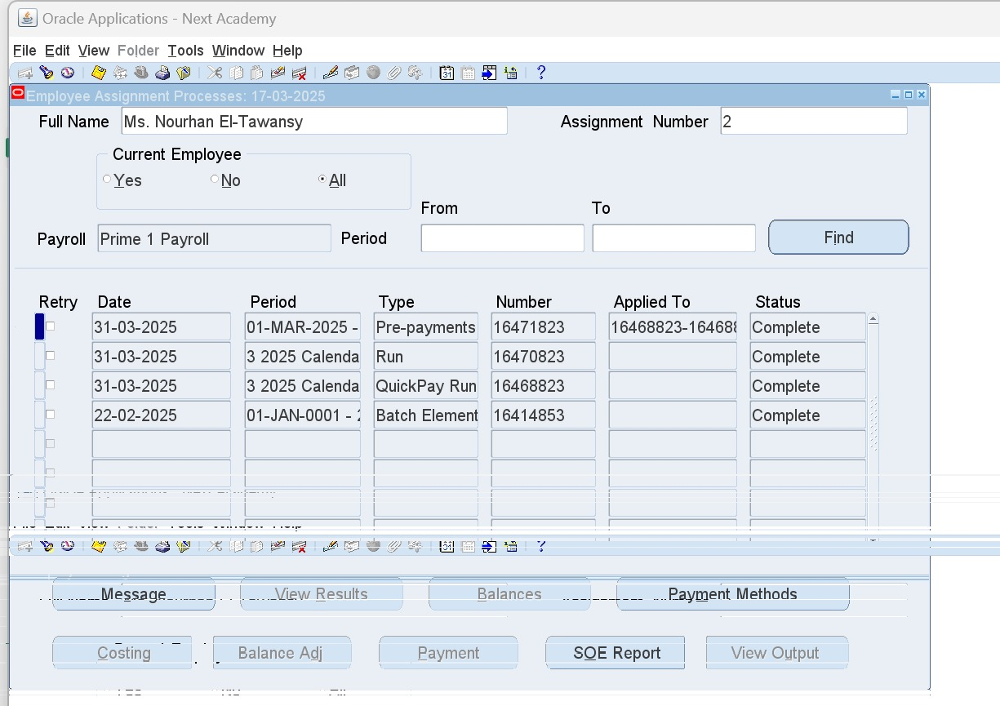 Oracle Applications - Next Academy
File Edit View Folder Tools Window Help
Employee Assignment Processes: 17-03-2025
Full Name Ms. Nourhan El-Tawansy Assignment Number 2
Current Employee
Yes No All
From To
Payroll Prime 1 Payroll Period Find
Retry Date Period Type Number Applied To Status
31-03-2025 01-MAR-2025 - Pre-payments 16471823 16468823-16468 Complete
31-03-2025 3 2025 Calenda Run 16470823 Complete
31-03-2025 3 2025 Calenda QuickPay Run 16468823 Complete
22-02-2025 01-JAN-0001 - Batch Element 16414853 Complete
Message View Results Balances Payment Methods
Costing Balance Adj Payment SOE Report View Output